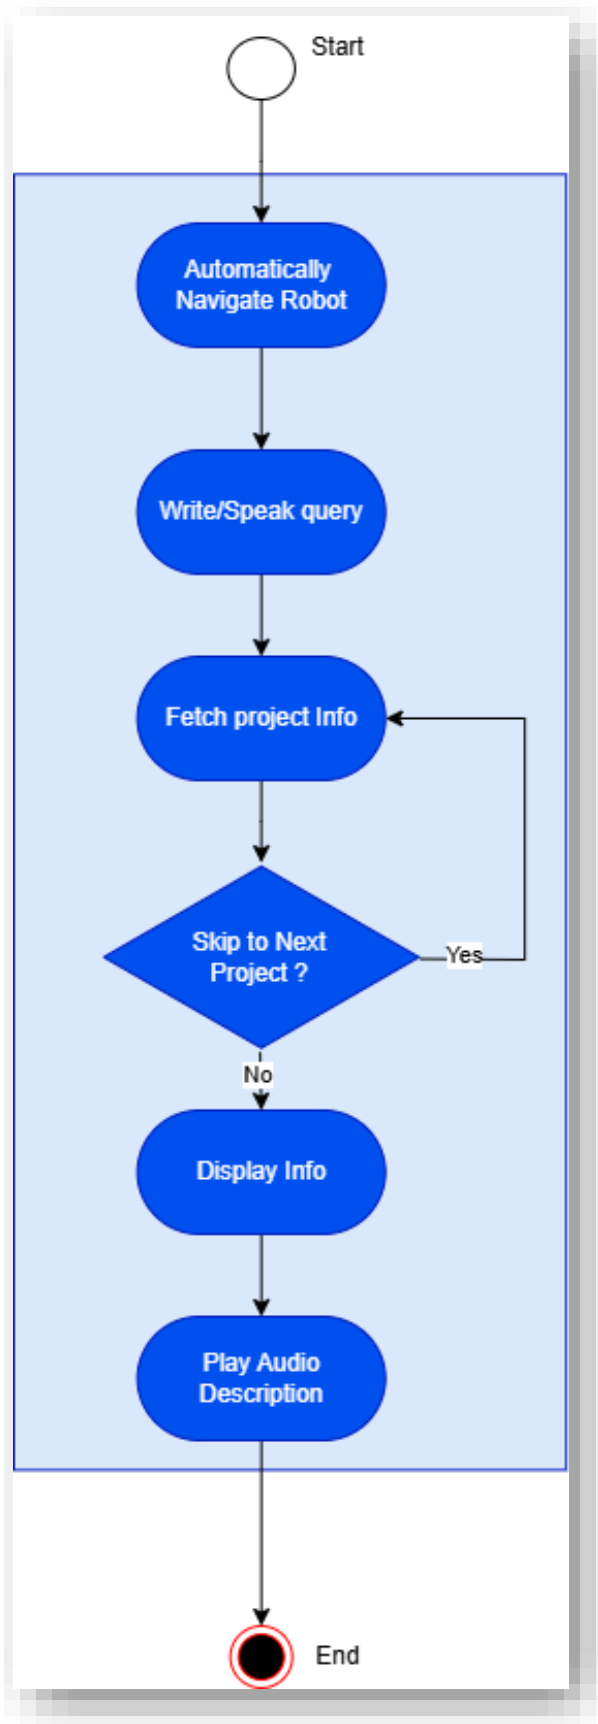 Start
Automatically
Navigate Robot
Write/Speak query
Fetch project Info
Skip to Next
Project ?
Yes
No
Display Info
Play Audio
Description
End